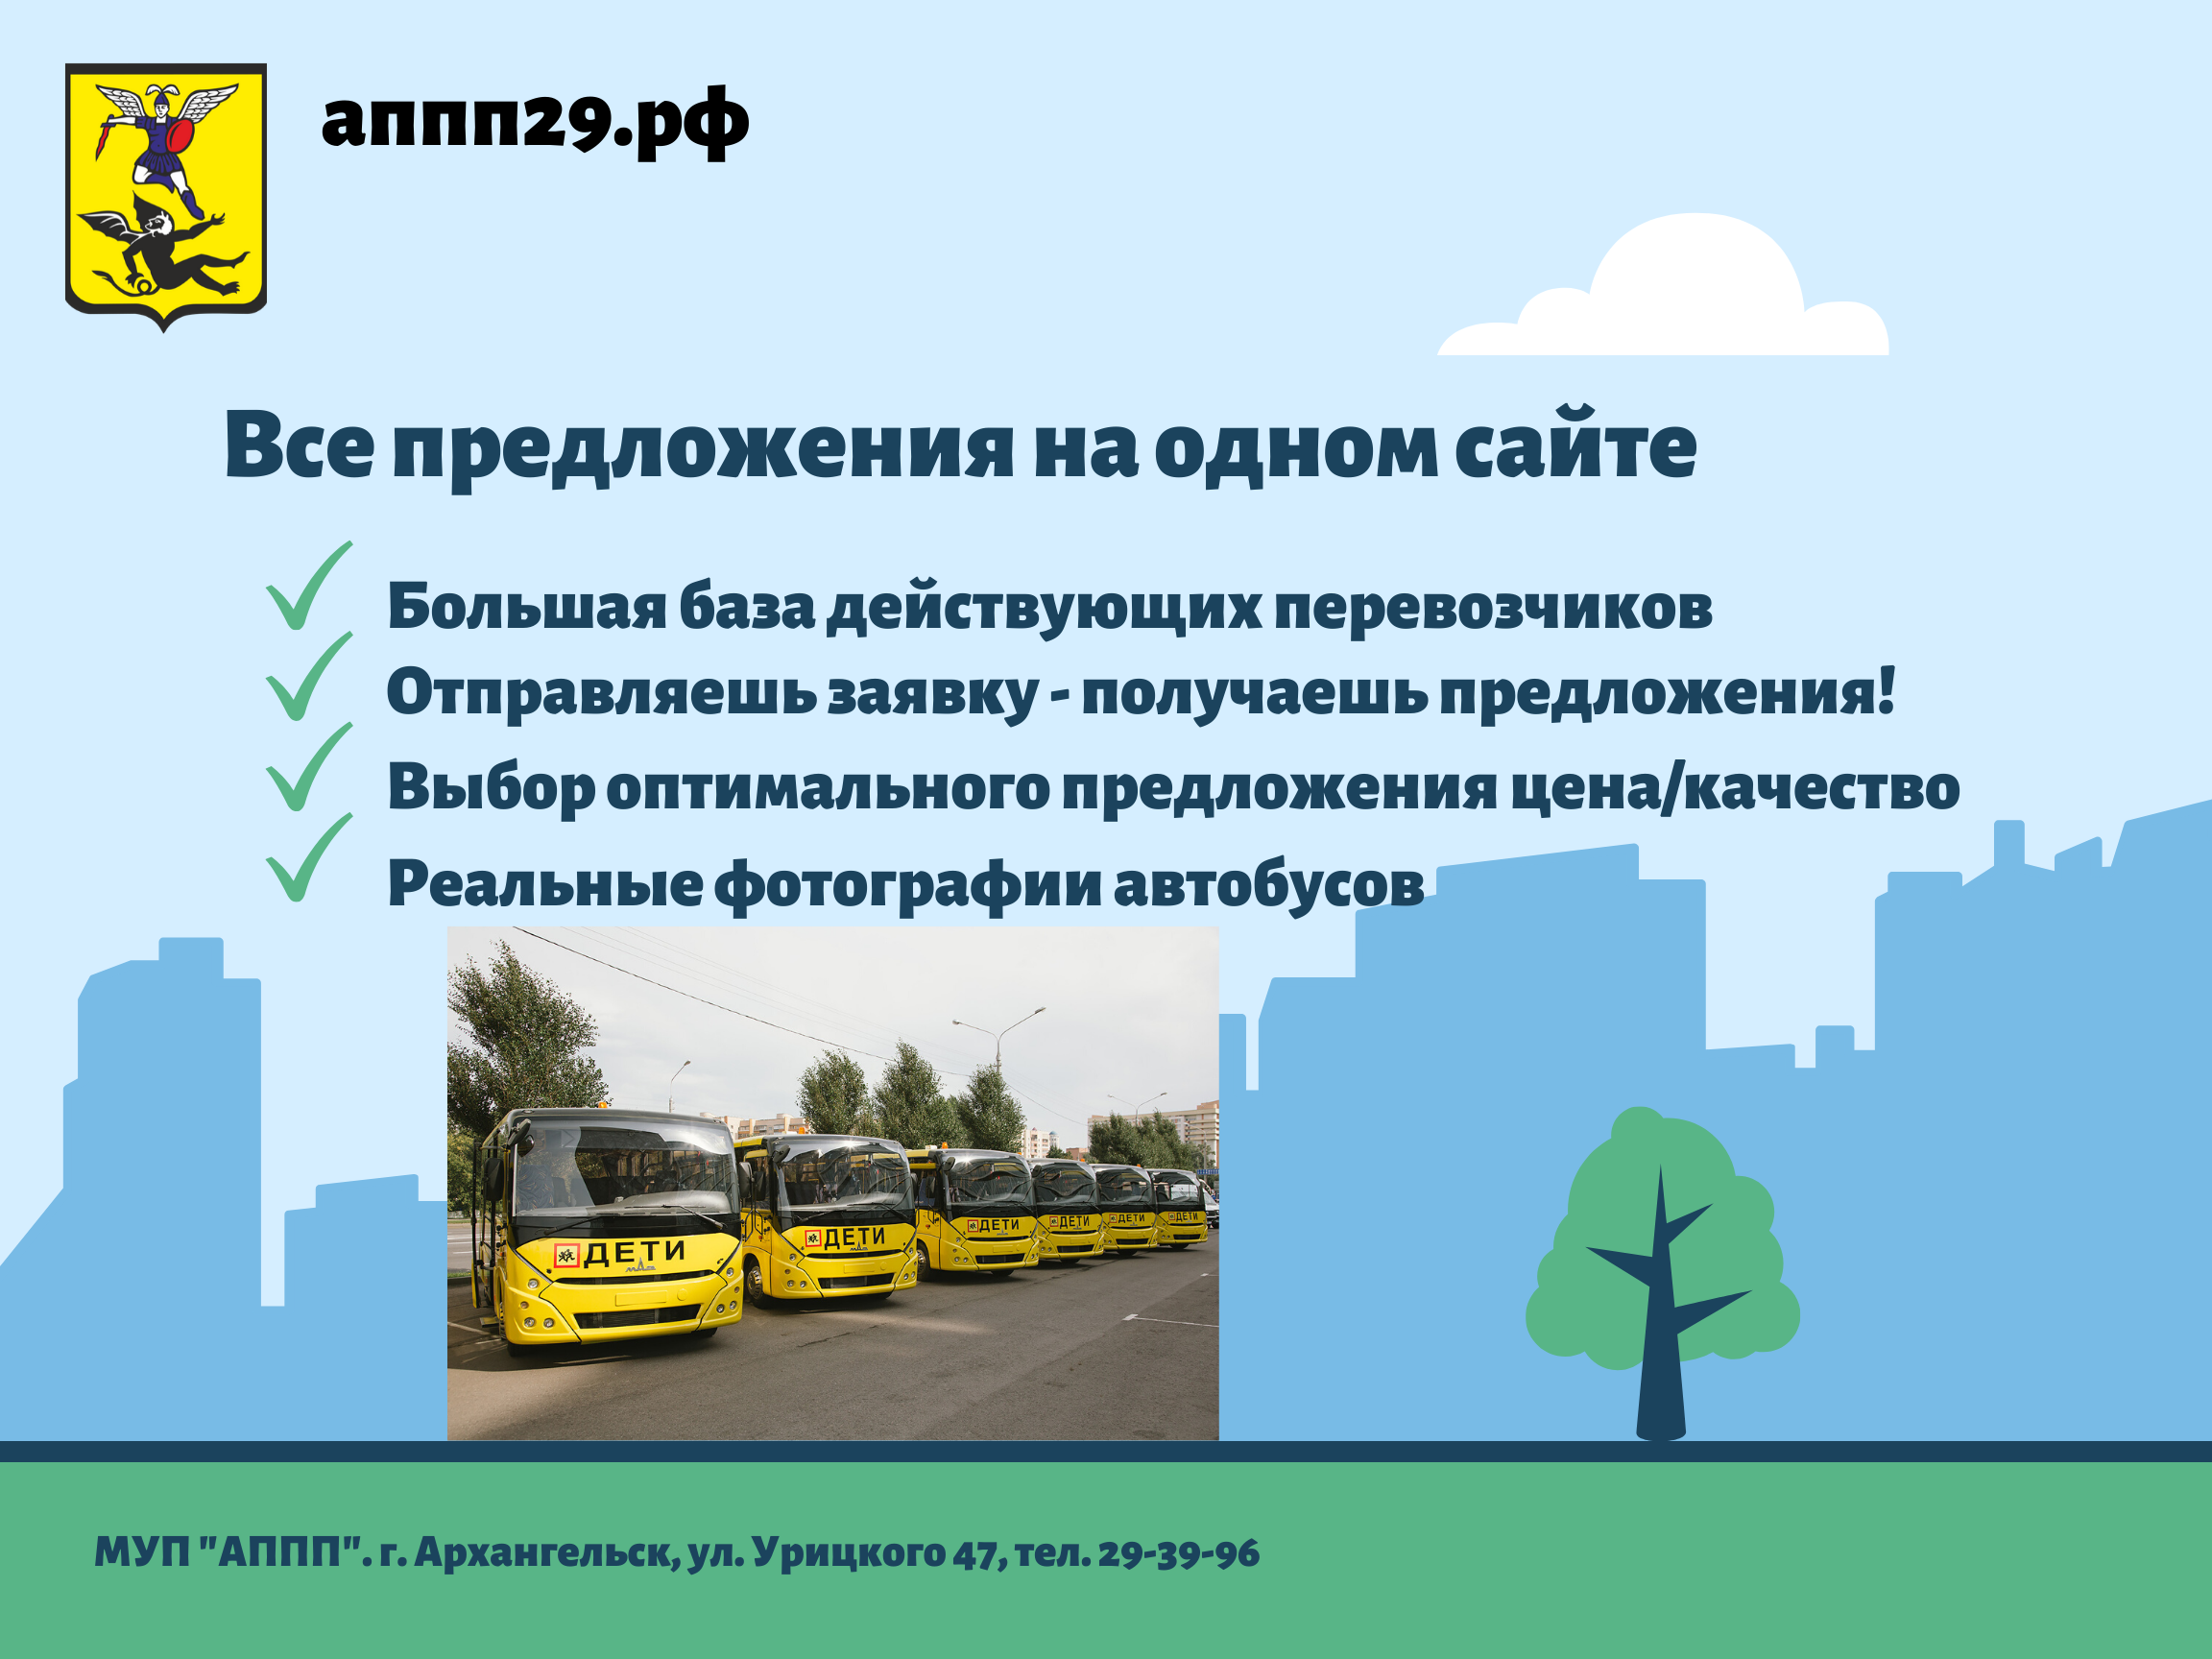 аппп29.рф
Все предложения на одном сайте
Большая база действующих перевозчиков
Отправляешь заявку - получаешь предложения!
Выбор оптимального предложения цена/качество
Реальные фотографии автобусов
ДЕТИ
ДЕТИ
ДЕТИ
ДЕТИ
ДЕТИ
ДЕТИ
МУП "АППП". г. Архангельск, ул. Урицкого 47, тел. 29-39-96